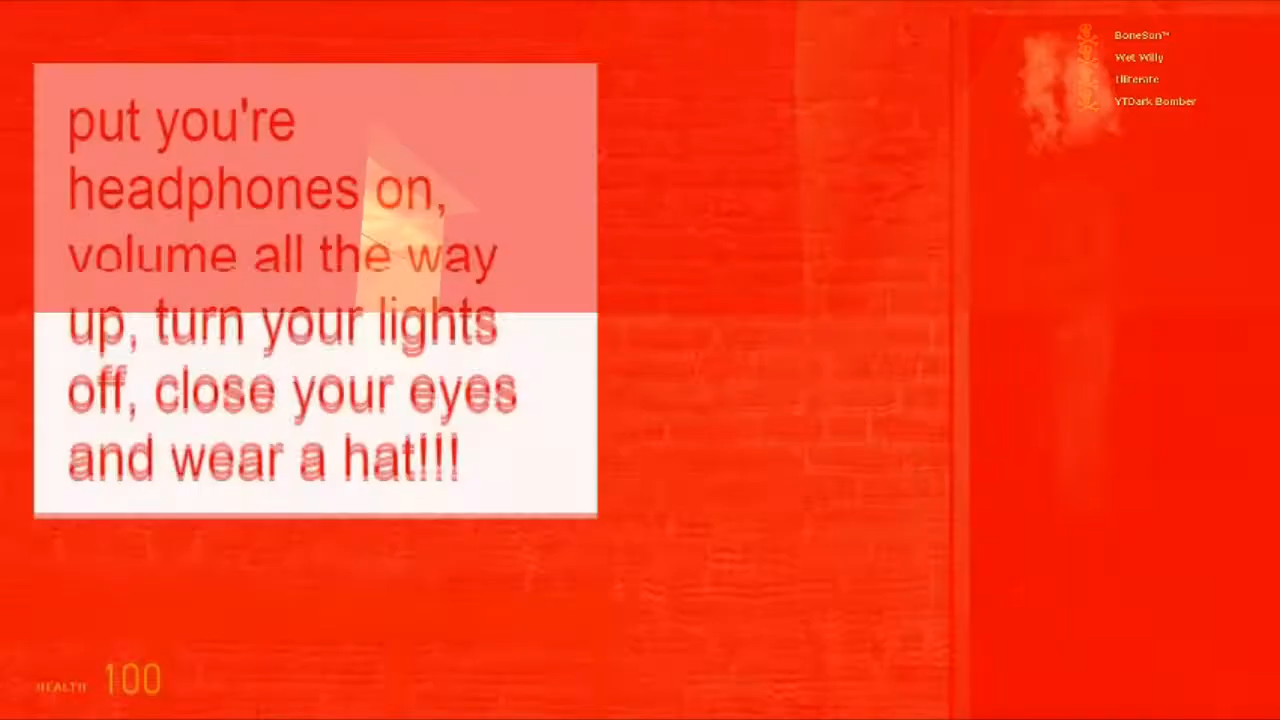 put you're
headphones on,
volume all the way
up, turn your lights
off, close your eyes
and wear a hat!!!
BoneSon™
Wet Willy
Illiterate
YTDark Bomber
HEALTH 100